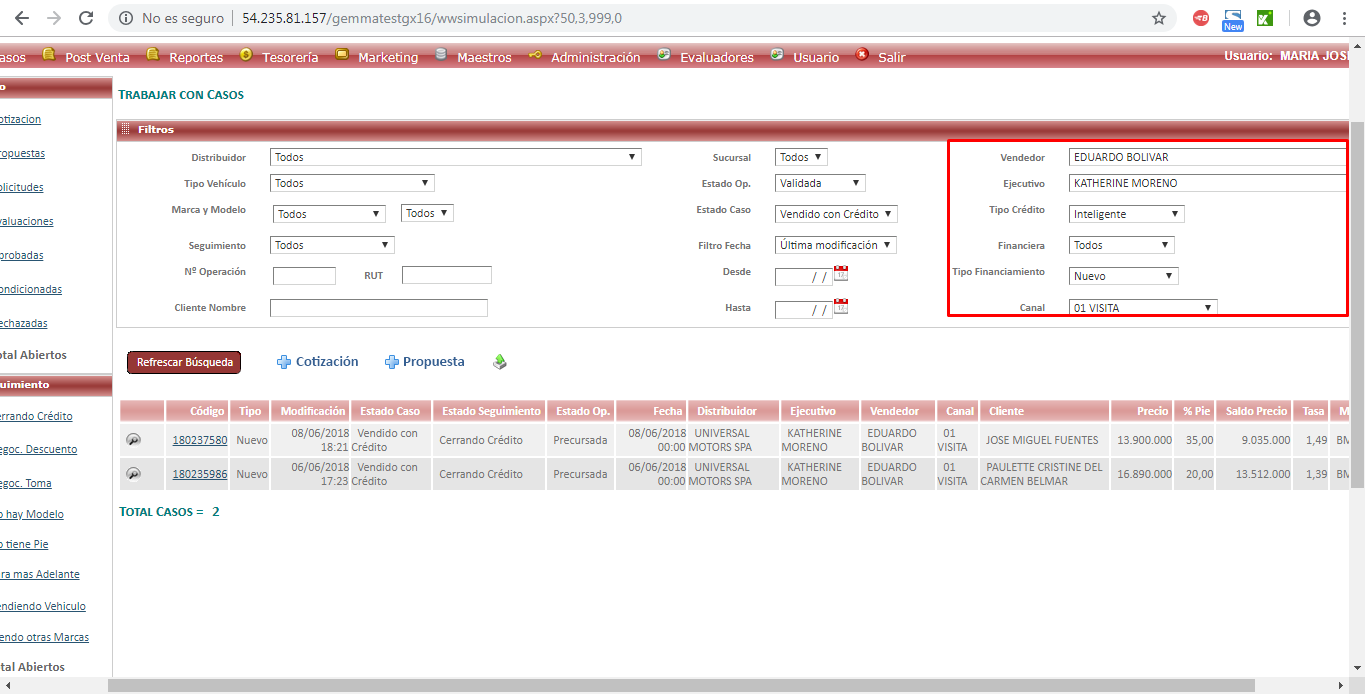 No es seguro | 54.235.81.157/gemmatestgx16/wwsimulacion.aspx?50,3,999,0
New
asos Post Venta Reportes Tesorería Marketing Maestros Administración Evaluadores Usuario Salir Usuario: MARIA JOSE
o
otizacion
ropuestas
olicitudes
valuaciones
probadas
ondicionadas
echazadas
otal Abiertos
uimiento
errando Crédito
egoc. Descuento
egoc. Toma
o hay Modelo
o tiene Pie
ra mas Adelante
endiendo Vehiculo
endo otras Marcas
tal Abiertos
TRABAJAR CON CASOS
Filtros
Distribuidor Todos Sucursal Todos Vendedor EDUARDO BOLIVAR
Tipo Vehículo Todos Estado Op. Validada Ejecutivo KATHERINE MORENO
Marca y Modelo Todos Todos Estado Caso Vendido con Crédito Tipo Crédito Inteligente
Seguimiento Todos Filtro Fecha Última modificación Financiera Todos
Nº Operación RUT Desde / / Tipo Financiamiento Nuevo
Cliente Nombre Hasta / / Canal 01 VISITA
Refrescar Búsqueda Cotización Propuesta
Código Tipo Modificación Estado Caso Estado Seguimiento Estado Op. Fecha Distribuidor Ejecutivo Vendedor Canal Cliente Precio % Pie Saldo Precio Tasa M
180237580 Nuevo 08/06/2018 18:21 Vendido con Crédito Cerrando Crédito Precursada 08/06/2018 00:00 UNIVERSAL MOTORS SPA KATHERINE MORENO EDUARDO BOLIVAR 01 VISITA JOSE MIGUEL FUENTES 13.900.000 35,00 9.035.000 1,49 BM
180235986 Nuevo 06/06/2018 17:23 Vendido con Crédito Cerrando Crédito Precursada 06/06/2018 00:00 UNIVERSAL MOTORS SPA KATHERINE MORENO EDUARDO BOLIVAR 01 VISITA PAULETTE CRISTINE DEL CARMEN BELMAR 16.890.000 20,00 13.512.000 1,39 BM
TOTAL CASOS = 2